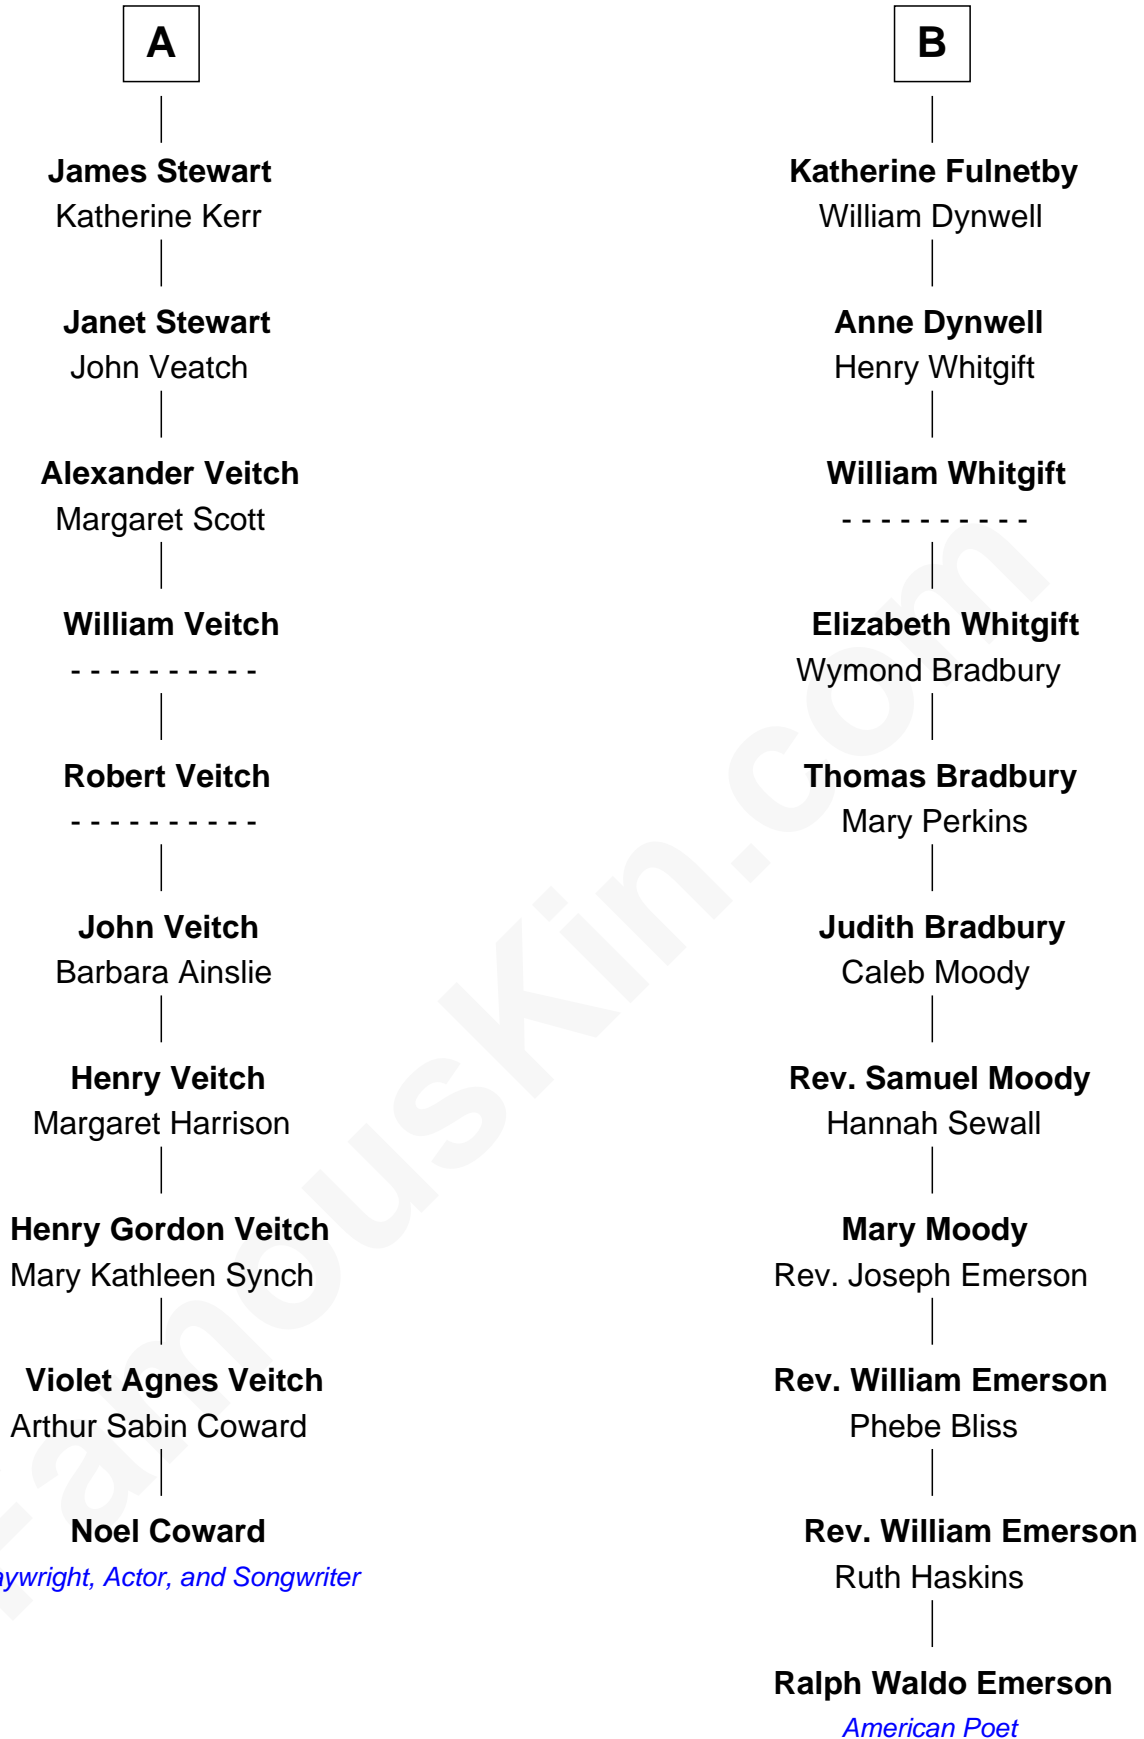 A
James Stewart
Katherine Kerr
Janet Stewart
John Veatch
Alexander Veitch
Margaret Scott
William Veitch
- - - - - - - - - -
Robert Veitch
- - - - - - - - - -
John Veitch
Barbara Ainslie
Henry Veitch
Margaret Harrison
Henry Gordon Veitch
Mary Kathleen Synch
Violet Agnes Veitch
Arthur Sabin Coward
Noel Coward
Actor, and Songwriter
B
Katherine Fulnetby
William Dynwell
Anne Dynwell
Henry Whitgift
William Whitgift
- - - - - - - - - -
Elizabeth Whitgift
Wymond Bradbury
Thomas Bradbury
Mary Perkins
Judith Bradbury
Caleb Moody
Rev. Samuel Moody
Hannah Sewall
Mary Moody
Rev. Joseph Emerson
Rev. William Emerson
Phebe Bliss
Rev. William Emerson
Ruth Haskins
Ralph Waldo Emerson
American Poet
FamousKin.com